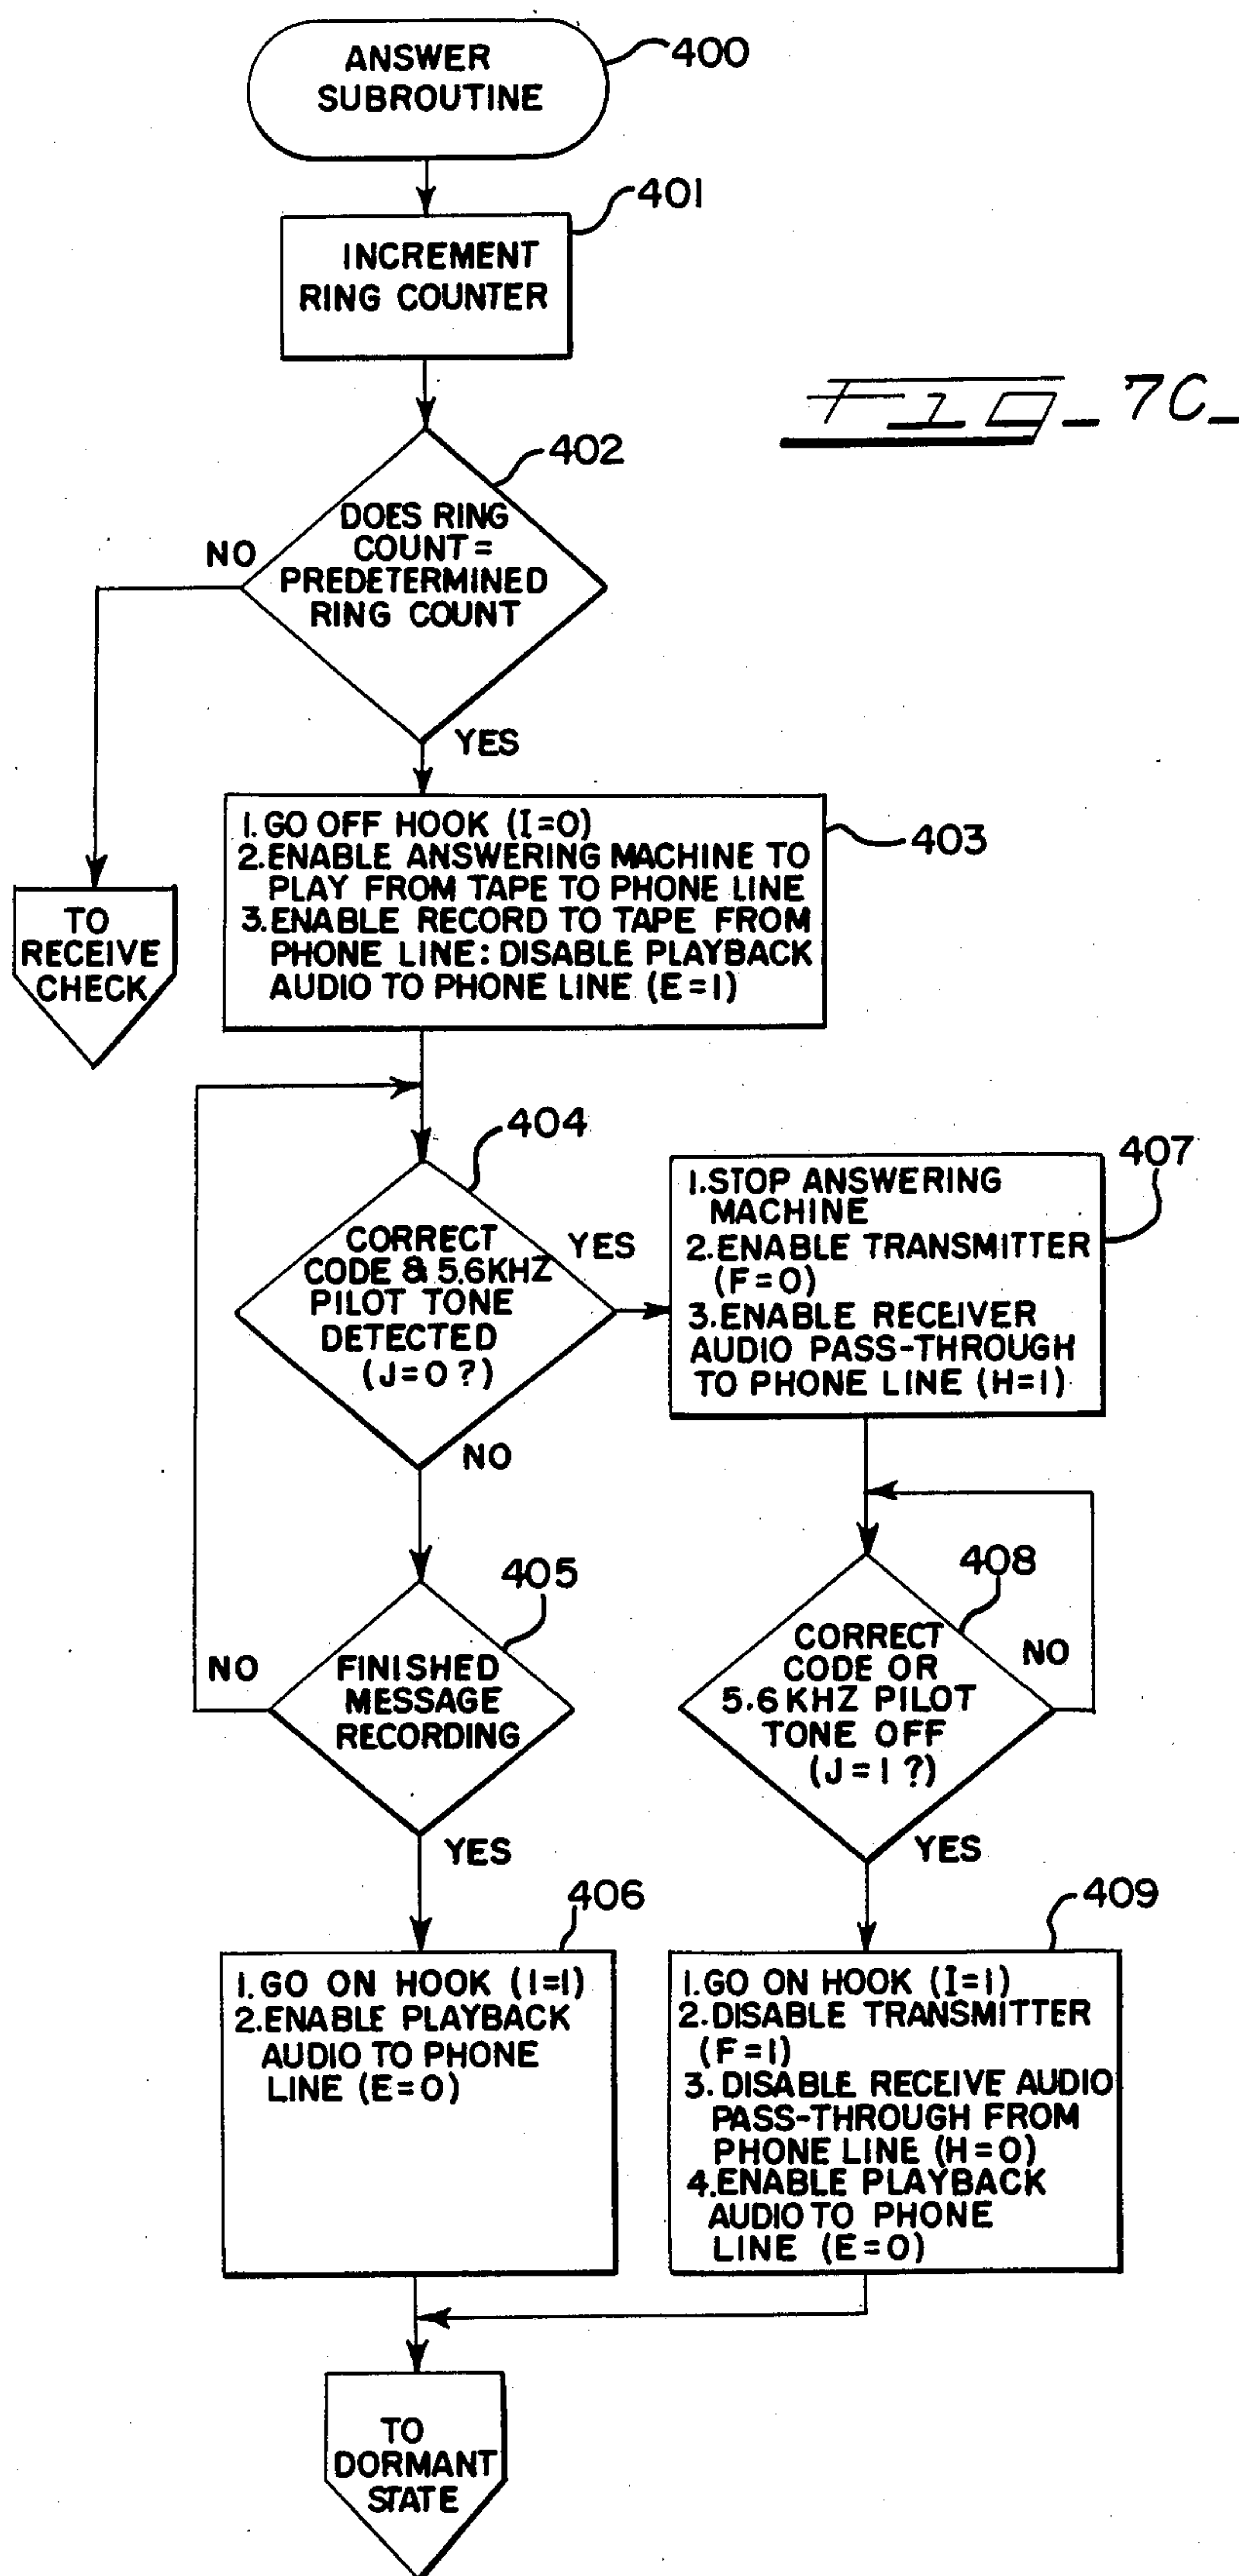 ANSWER
SUBROUTINE
400
401
INCREMENT
RING COUNTER
Fig_7C_
402
DOES RING
COUNT =
PREDETERMINED
RING COUNT
NO
YES
403
1. GO OFF HOOK (I=0)
2. ENABLE ANSWERING MACHINE TO
PLAY FROM TAPE TO PHONE LINE
3. ENABLE RECORD TO TAPE FROM
PHONE LINE: DISABLE PLAYBACK
AUDIO TO PHONE LINE (E=1)
TO
RECEIVE
CHECK
404
CORRECT
CODE & 5.6KHZ
PILOT TONE
DETECTED
(J=0?)
YES
NO
407
1. STOP ANSWERING
MACHINE
2. ENABLE TRANSMITTER
(F=0)
3. ENABLE RECEIVER
AUDIO PASS-THROUGH
TO PHONE LINE (H=1)
405
FINISHED
MESSAGE
RECORDING
NO
YES
408
CORRECT
CODE OR
5.6KHZ PILOT
TONE OFF
(J=1?)
NO
YES
406
1. GO ON HOOK (I=1)
2. ENABLE PLAYBACK
AUDIO TO PHONE
LINE (E=0)
409
1. GO ON HOOK (I=1)
2. DISABLE TRANSMITTER
(F=1)
3. DISABLE RECEIVE AUDIO
PASS-THROUGH FROM
PHONE LINE (H=0)
4. ENABLE PLAYBACK
AUDIO TO PHONE
LINE (E=0)
TO
DORMANT
STATE